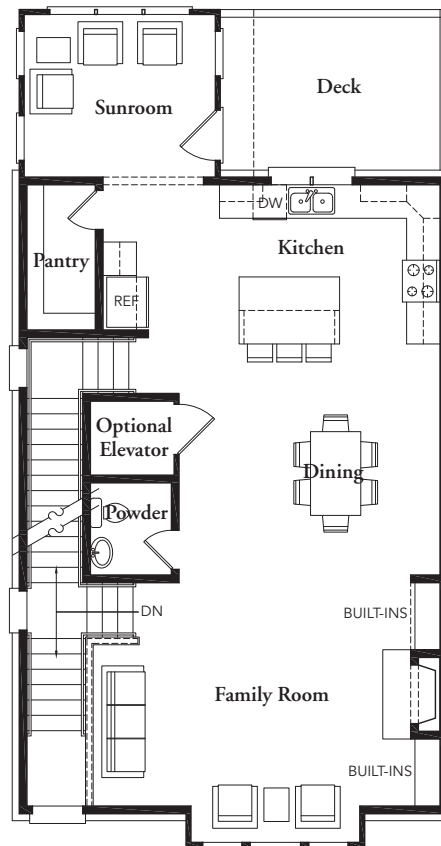 Deck
Sunroom
DW
Kitchen
Pantry
REF
Optional
Elevator
Dining
Powder
DN
BUILT-INS
Family Room
BUILT-INS